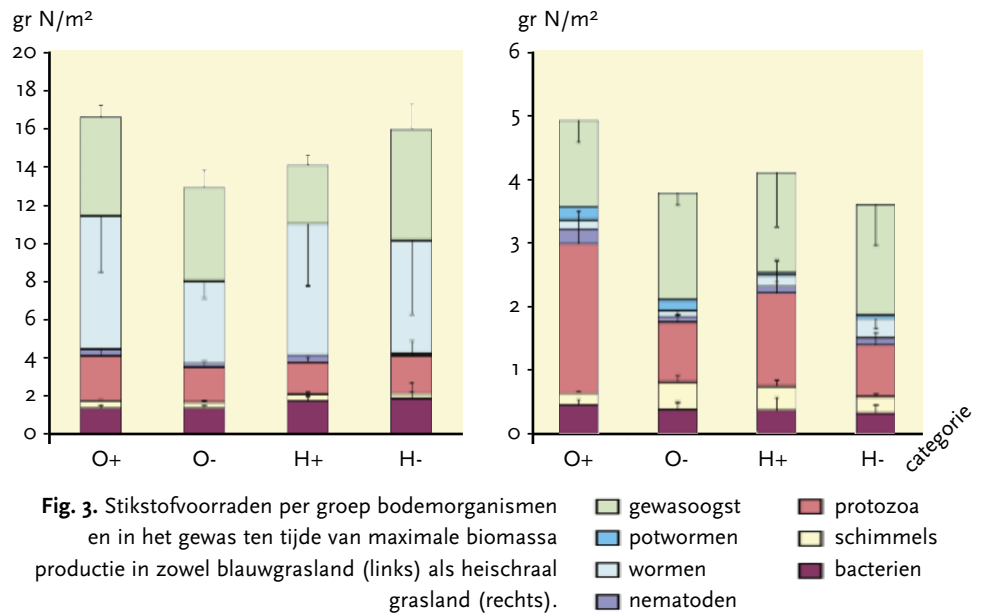 gr N/m²
20
18
16
14
12
10
8
6
4
2
0
O+ O- H+ H-
gr N/m²
6
5
4
3
2
1
0
O+ O- H+ H-
categorie
Fig. 3. Stikstofvoorraden per groep bodemorganismen
en in het gewas ten tijde van maximale biomassa
productie in zowel blauwgrasland (links) als heischraal
grasland (rechts).
gewasoogst
potwormen
wormen
nematoden
protozoa
schimmels
bacterien